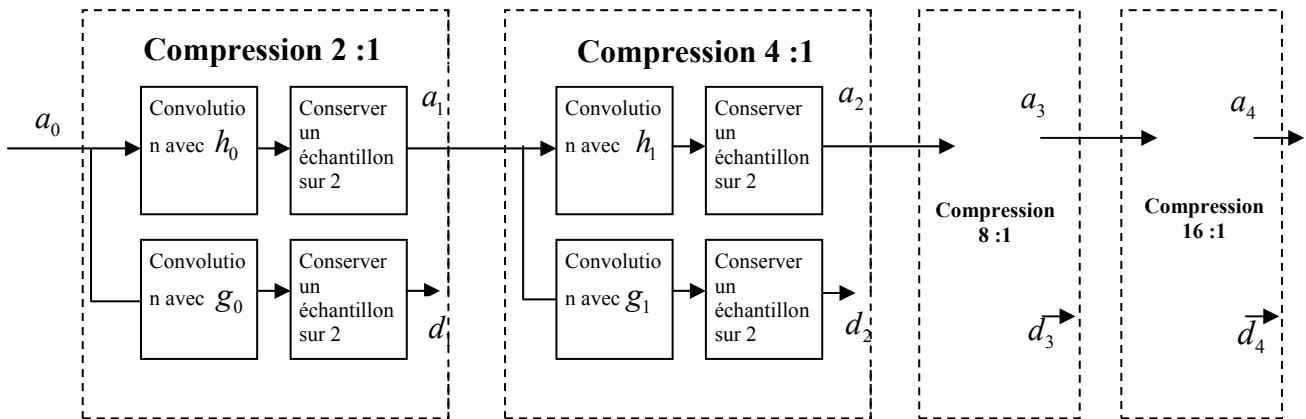 Compression 2 :1
a0
Convolutio
n avec h0
Conserver
un
échantillon
sur 2
a1
Convolutio
n avec g0
Conserver
un
échantillon
sur 2
d1
Compression 4 :1
Convolutio
n avec h1
Conserver
un
échantillon
sur 2
a2
Convolutio
n avec g1
Conserver
un
échantillon
sur 2
d2
a3
Compression
8 :1
d3
a4
Compression
16 :1
d4